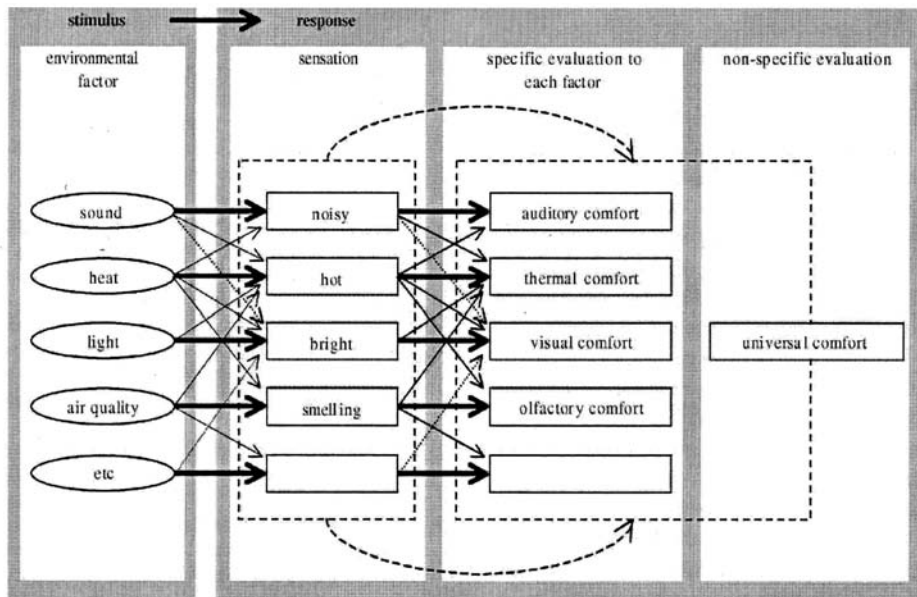 stimulus
response
environmental
factor
sensation
specific evaluation to
each factor
non-specific evaluation
sound
noisy
auditory comfort
heat
hot
thermal comfort
light
bright
visual comfort
universal comfort
air quality
smelling
olfactory comfort
etc